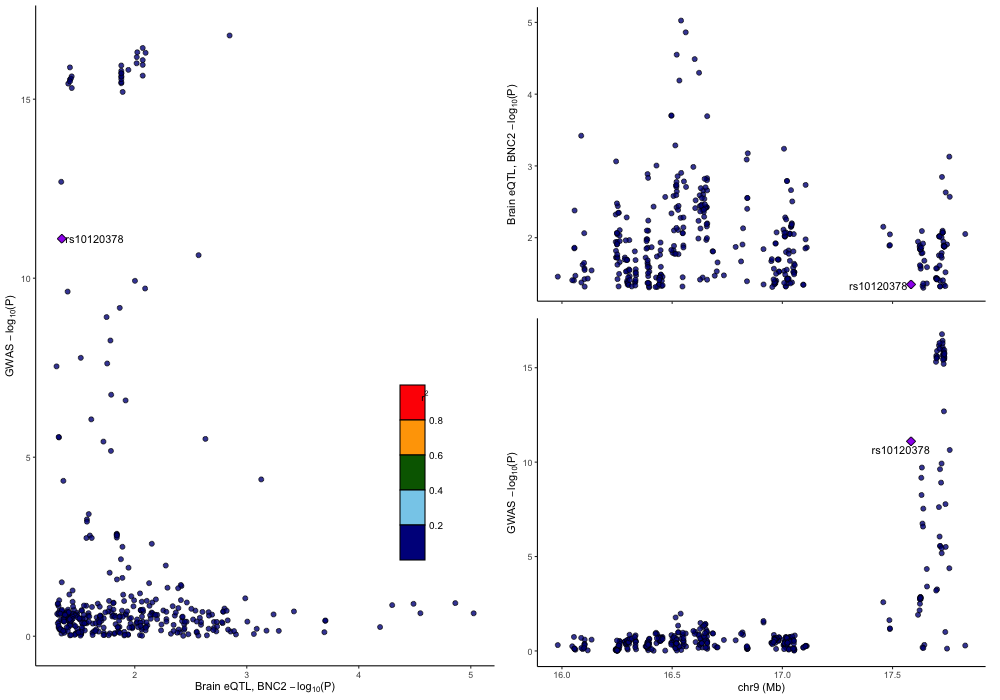 15
10
5
0
GWAS −log10(P)
2
3
4
5
Brain eQTL, BNC2 −log10(P)
rs10120378
r2
0.8
0.6
0.4
0.2
5
4
3
2
Brain eQTL, BNC2 −log10(P)
rs10120378
15
10
5
0
GWAS −log10(P)
rs10120378
16.0
16.5
17.0
17.5
chr9 (Mb)